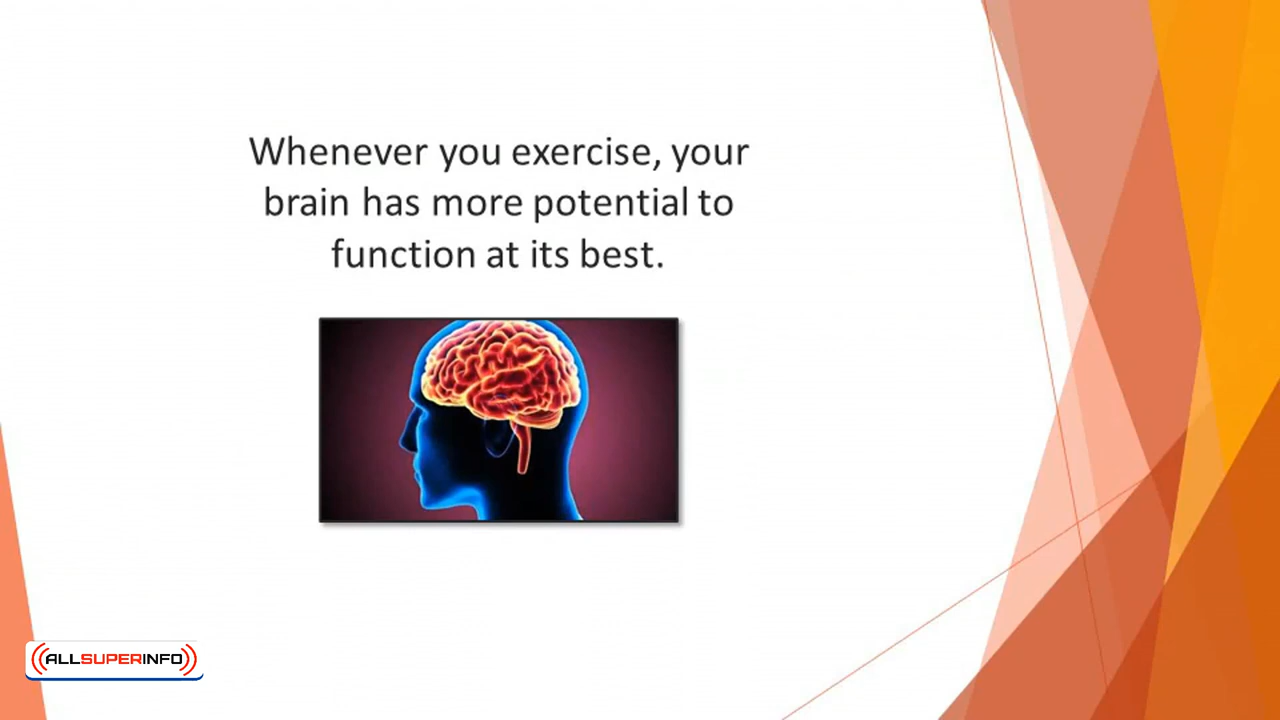 Whenever you exercise, your
brain has more potential to
function at its best.
ALLSUPERINFO